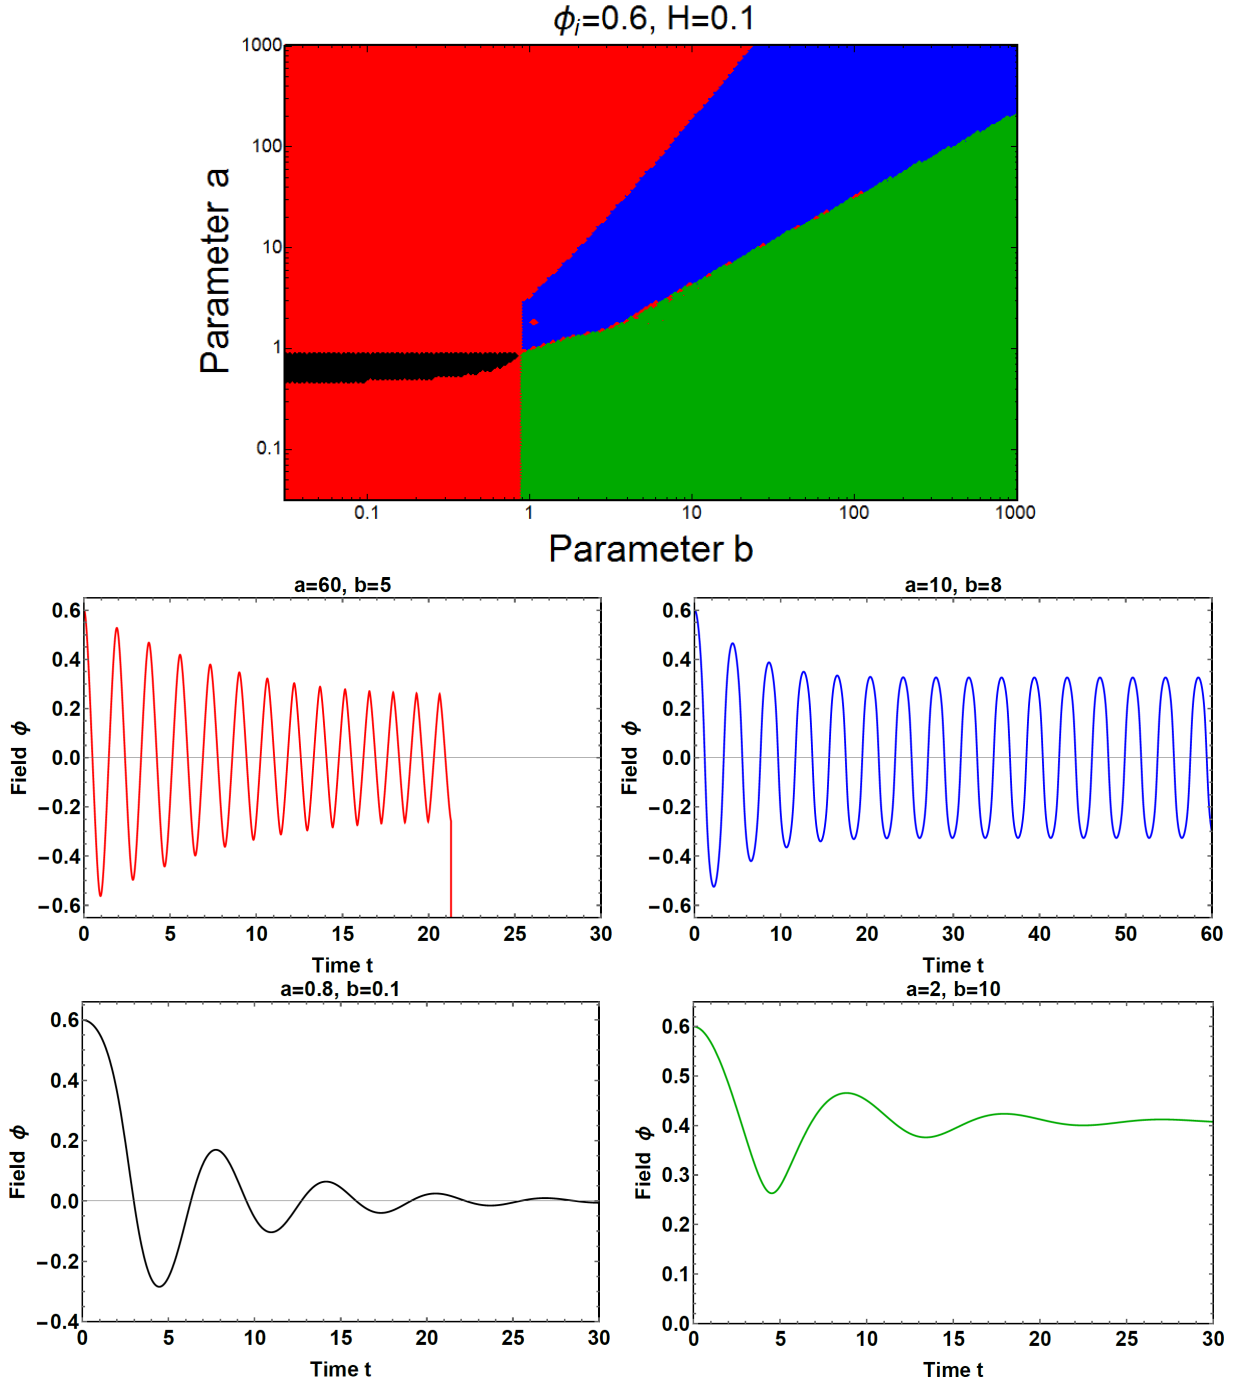 ϕi=0.6, H=0.1
1000
100
10
1
0.1
Parameter a
0.1 1 10 100 1000
Parameter b
a=60, b=5
0.6
0.4
0.2
0.0
−0.2
−0.4
−0.6
Field ϕ
0 5 10 15 20 25 30
Time t
a=10, b=8
0.6
0.4
0.2
0.0
−0.2
−0.4
−0.6
Field ϕ
0 10 20 30 40 50 60
Time t
a=0.8, b=0.1
0.6
0.4
0.2
0.0
−0.2
−0.4
Field ϕ
0 5 10 15 20 25 30
Time t
a=2, b=10
0.6
0.5
0.4
0.3
0.2
0.1
0.0
Field ϕ
0 5 10 15 20 25 30
Time t